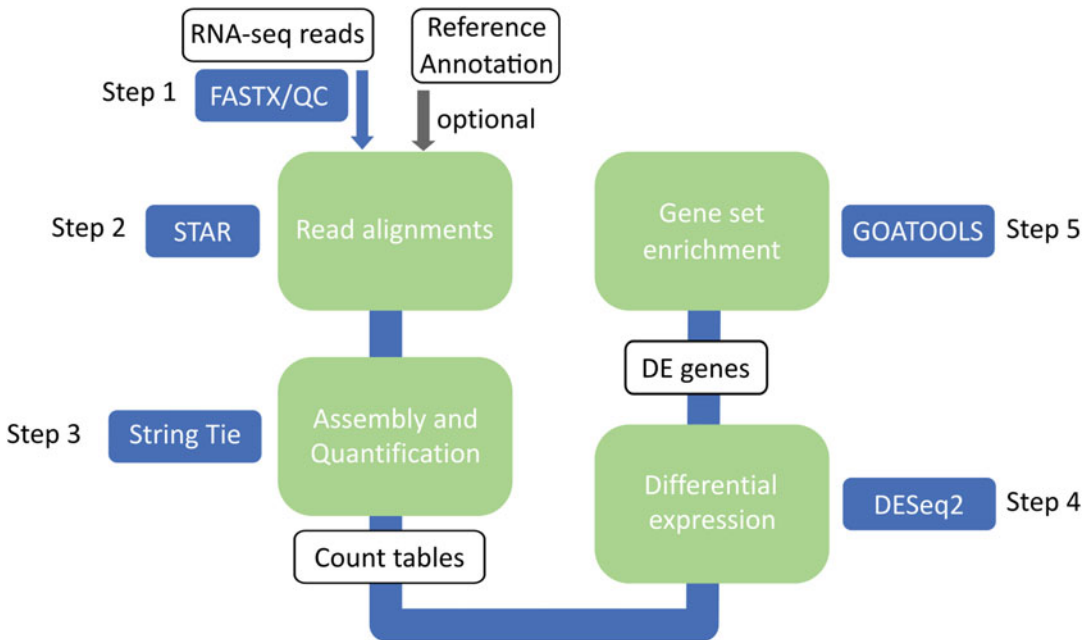 RNA-seq reads
Reference
Annotation
Step 1
FASTX/QC
optional
Step 2
STAR
Read alignments
Gene set
enrichment
GOATOOLS
Step 5
DE genes
Step 3
String Tie
Assembly and
Quantification
Differential
expression
DESeq2
Step 4
Count tables